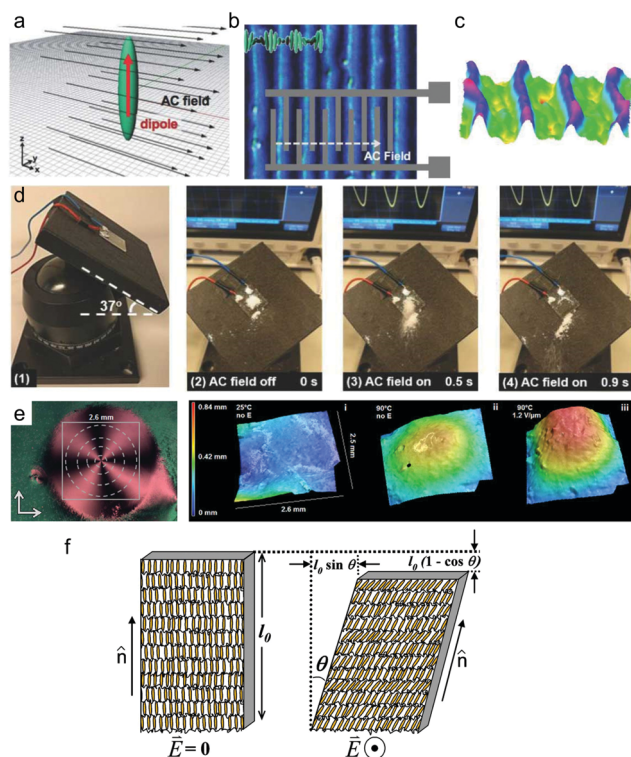 a
AC field
dipole
z
y
x
b
AC Field
c
d
37°
(1)
(2) AC field off 0 s
(3) AC field on 0.5 s
(4) AC field on 0.9 s
e
2.6 mm
0.84 mm
0.42 mm
0 mm
25°C
no E
i
2.5 mm
2.6 mm
90°C
no E
ii
90°C
1.2 V/μm
iii
f
l₀ sin θ
l₀ (1 - cos θ)
n̂
l₀
θ
n̂
E⃗ = 0
E⃗ ⊙